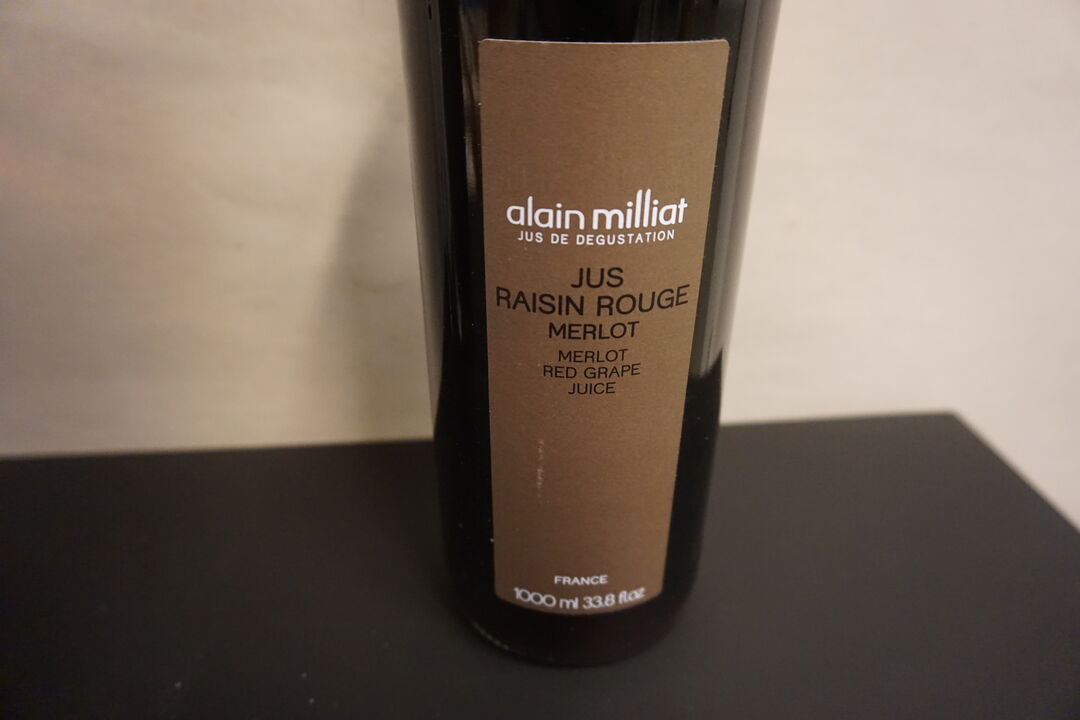 alain milliat
JUS DE DEGUSTATION
JUS
RAISIN ROUGE
MERLOT
MERLOT
RED GRAPE
JUICE
FRANCE
1000 ml 33.8 fl.oz